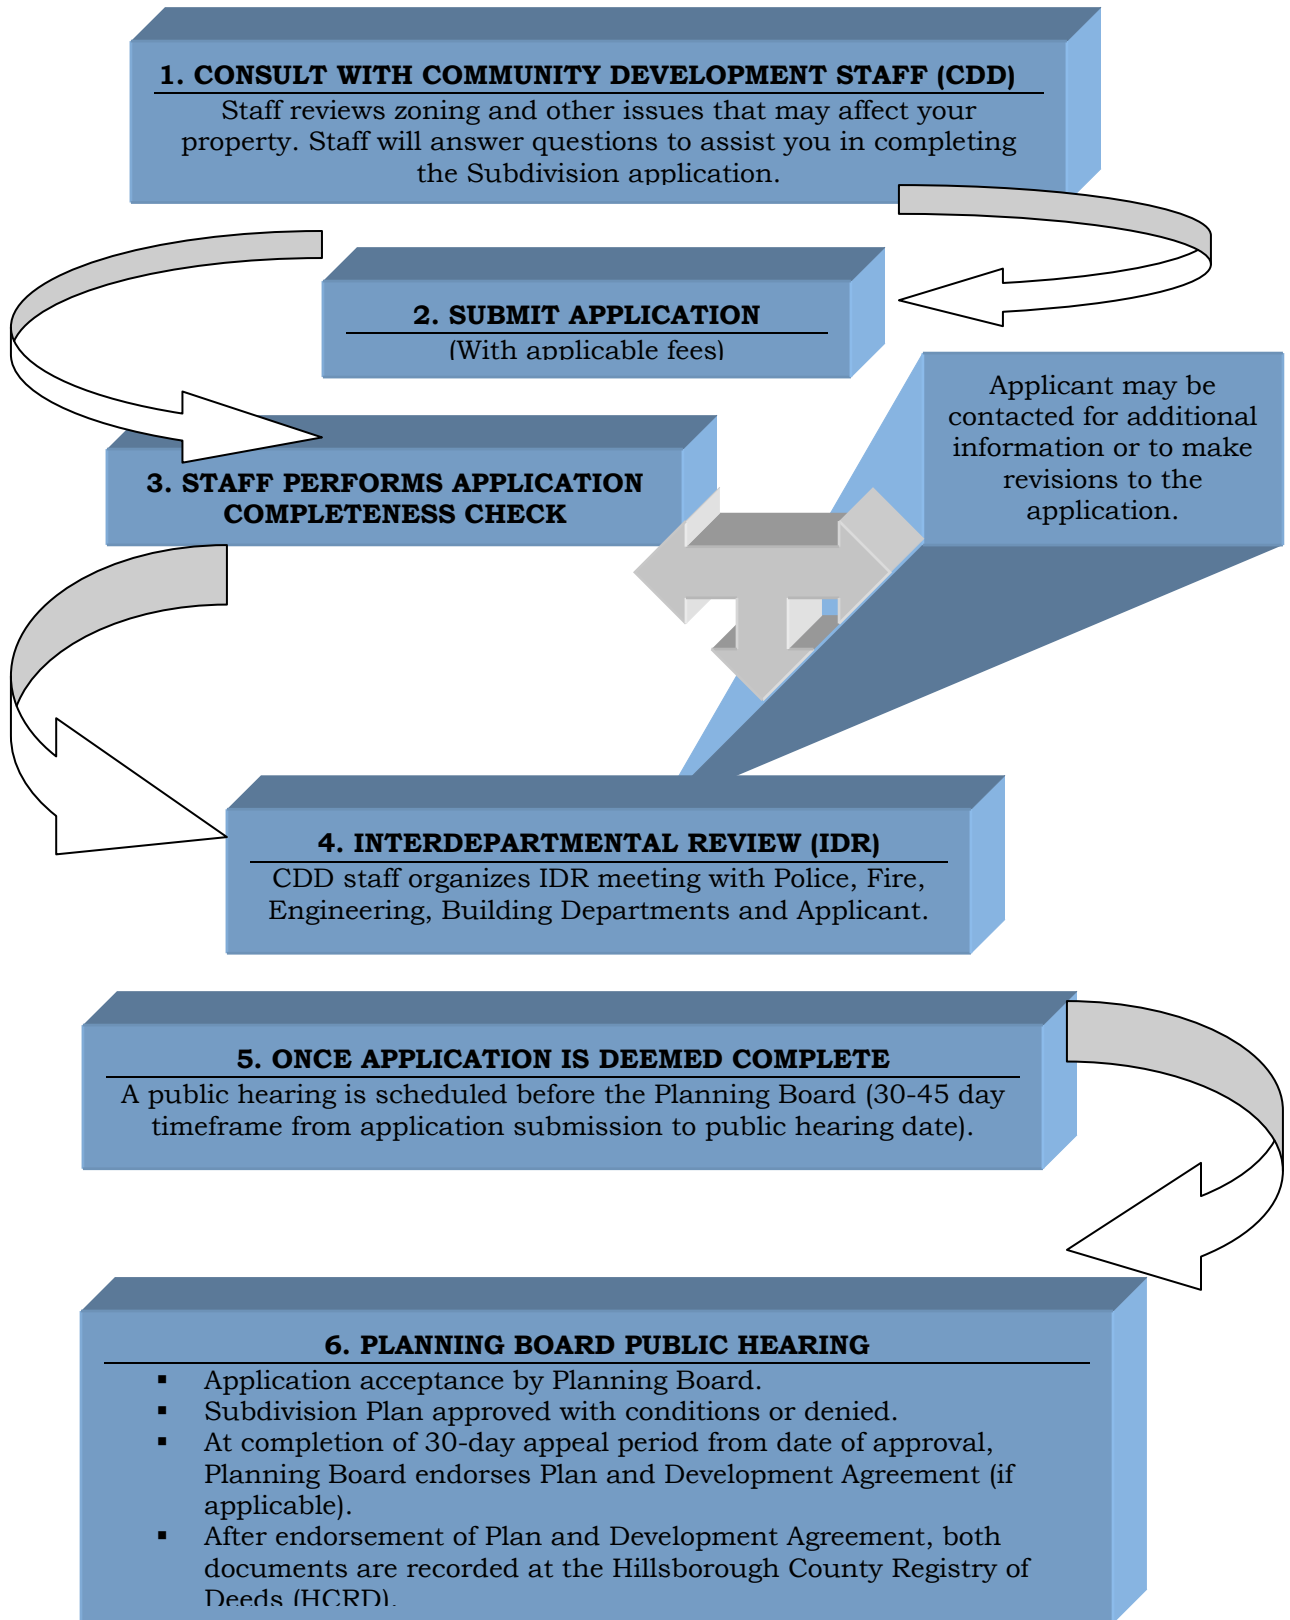 1. CONSULT WITH COMMUNITY DEVELOPMENT STAFF (CDD)
Staff reviews zoning and other issues that may affect your
property. Staff will answer questions to assist you in completing
the Subdivision application.
2. SUBMIT APPLICATION
(With applicable fees)
Applicant may be
contacted for additional
information or to make
revisions to the
application.
3. STAFF PERFORMS APPLICATION
COMPLETENESS CHECK
4. INTERDEPARTMENTAL REVIEW (IDR)
CDD staff organizes IDR meeting with Police, Fire,
Engineering, Building Departments and Applicant.
5. ONCE APPLICATION IS DEEMED COMPLETE
A public hearing is scheduled before the Planning Board (30-45 day
timeframe from application submission to public hearing date).
6. PLANNING BOARD PUBLIC HEARING
▪ Application acceptance by Planning Board.
▪ Subdivision Plan approved with conditions or denied.
▪ At completion of 30-day appeal period from date of approval,
Planning Board endorses Plan and Development Agreement (if
applicable).
▪ After endorsement of Plan and Development Agreement, both
documents are recorded at the Hillsborough County Registry of
Deeds (HCRD).